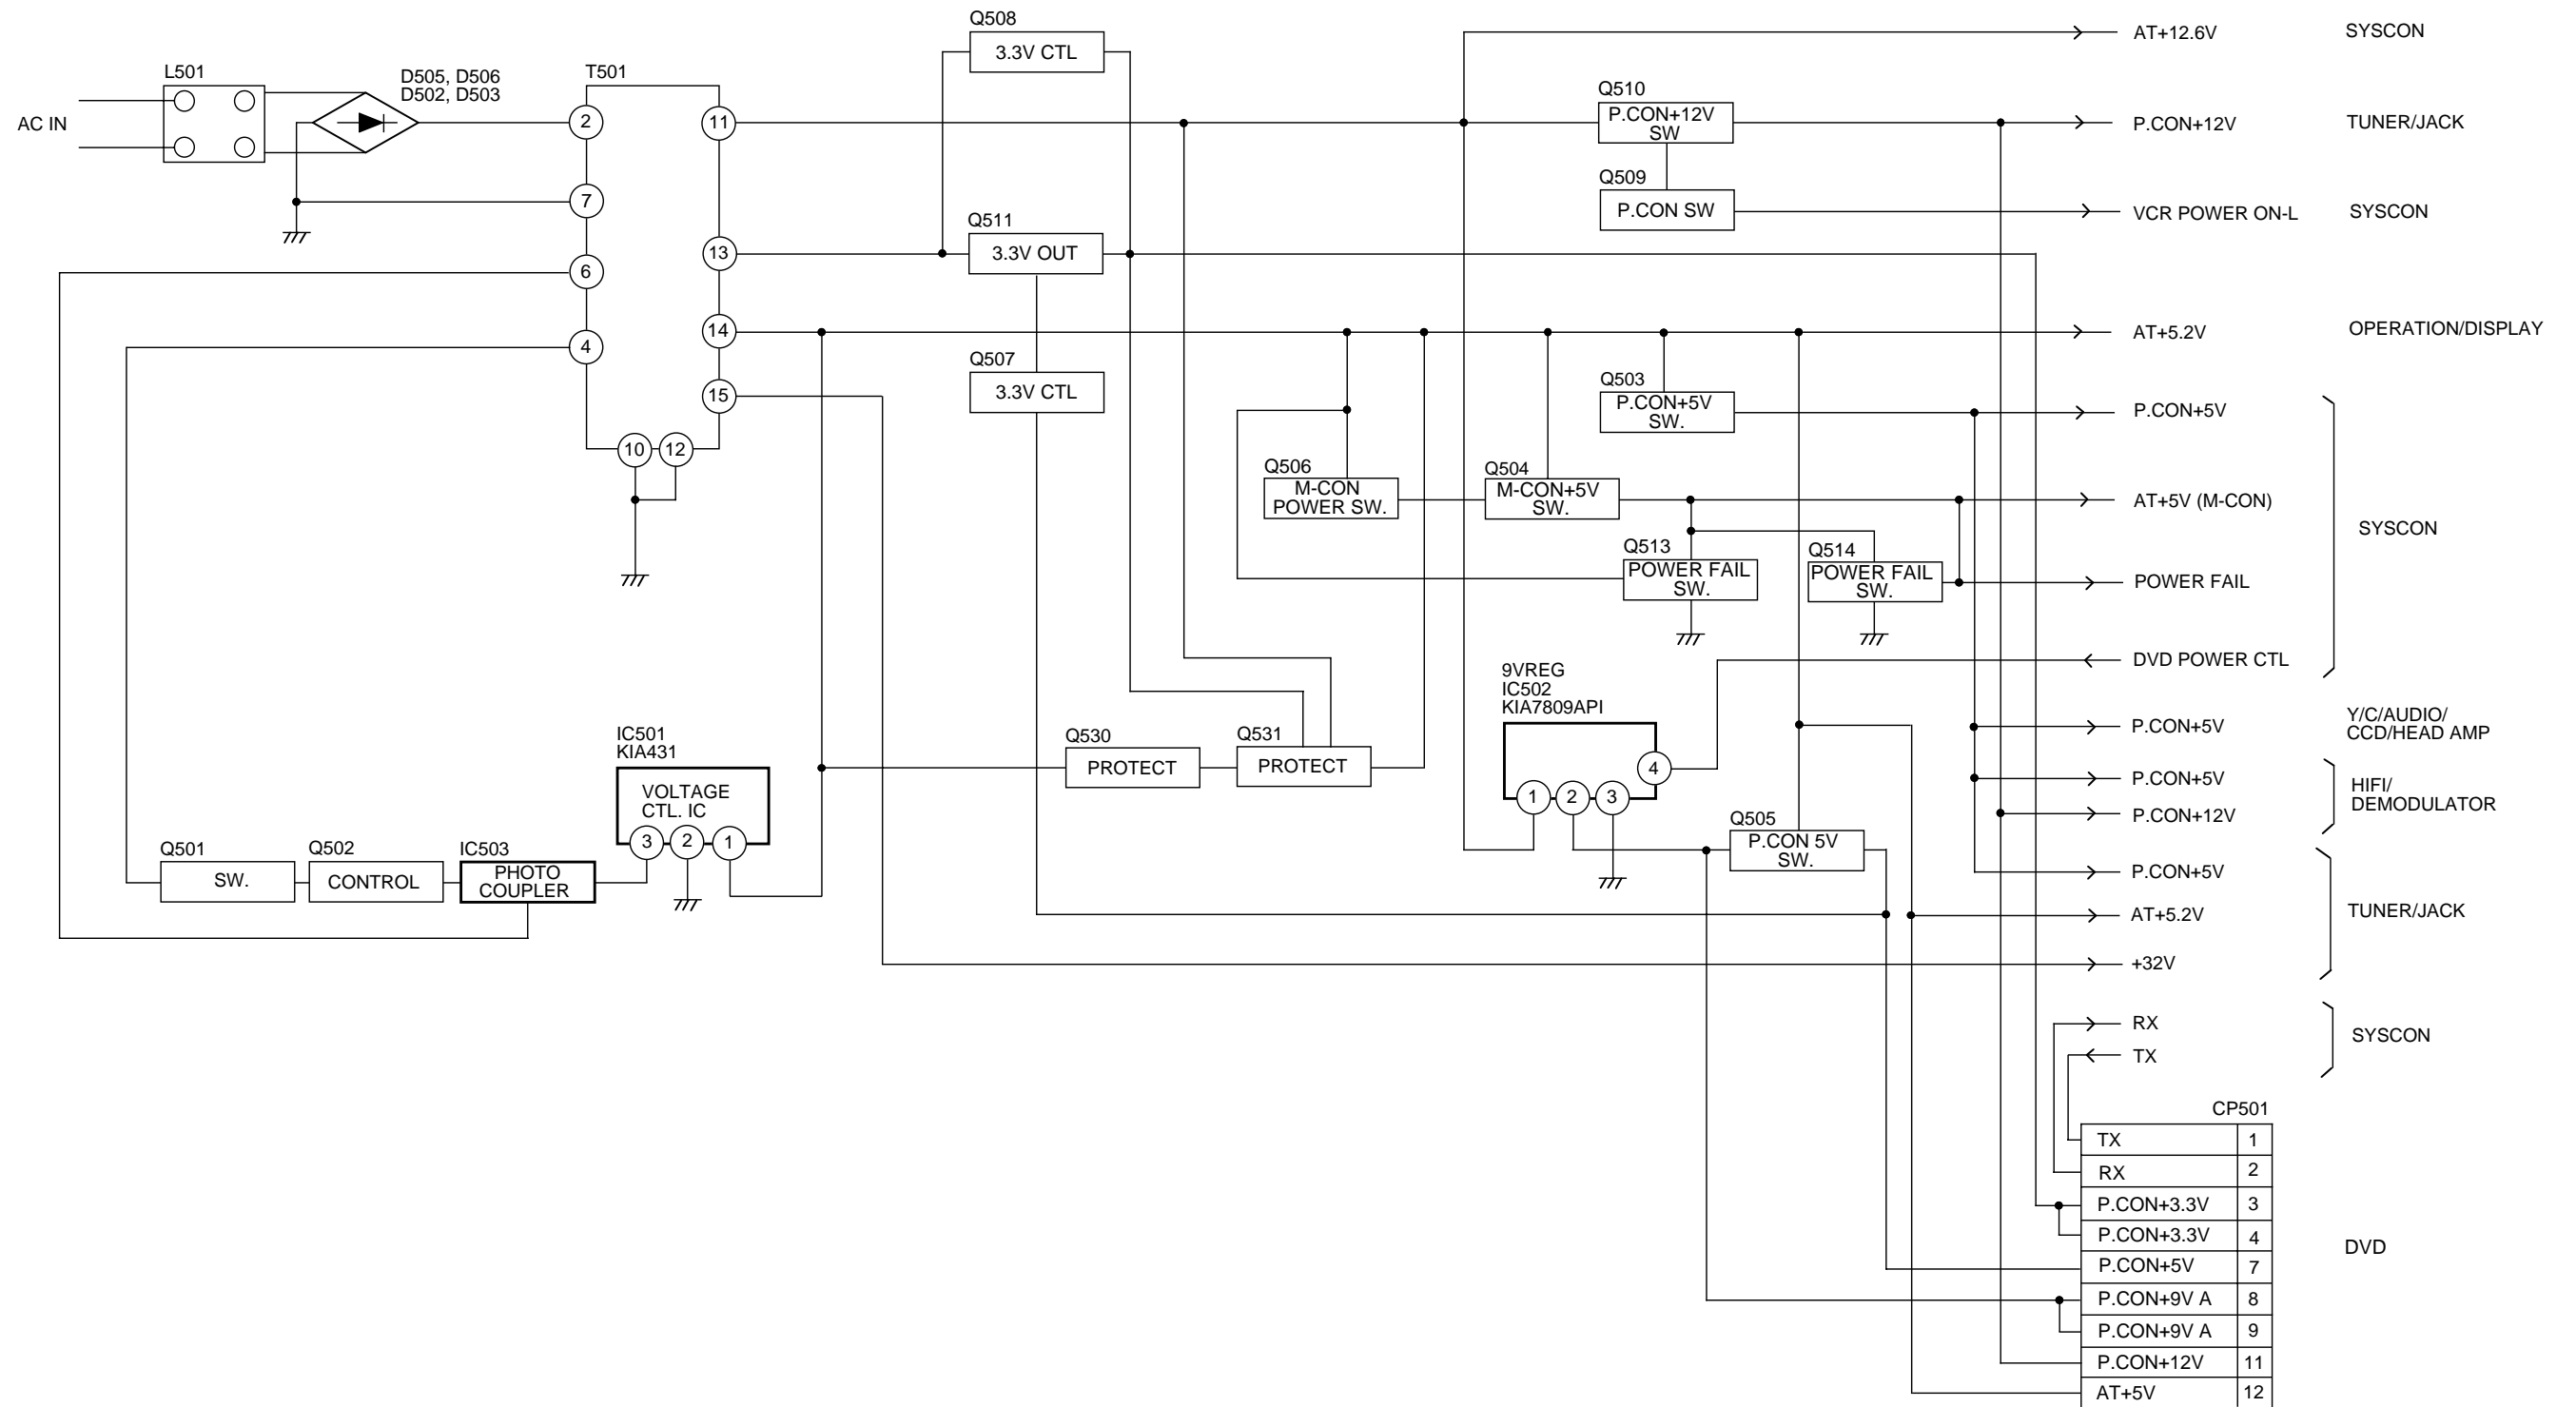 Q508
3.3V CTL
AT+12.6V
SYSCON
L501
D505, D506
D502, D503
T501
Q510
P.CON+12V
SW
AC IN
2
11
P.CON+12V
TUNER/JACK
Q509
P.CON SW
VCR POWER ON-L
SYSCON
7
Q511
3.3V OUT
13
6
14
AT+5.2V
OPERATION/DISPLAY
4
Q507
3.3V CTL
15
Q503
P.CON+5V
SW.
P.CON+5V
10
12
Q506
M-CON
POWER SW.
Q504
M-CON+5V
SW.
AT+5V (M-CON)
SYSCON
Q513
POWER FAIL
SW.
Q514
POWER FAIL
SW.
POWER FAIL
DVD POWER CTL
9VREG
IC502
KIA7809API
4
1
2
3
P.CON+5V
Y/C/AUDIO/
CCD/HEAD AMP
IC501
KIA431
VOLTAGE
CTL. IC
3
2
1
Q530
PROTECT
Q531
PROTECT
P.CON+5V
P.CON+12V
HIFI/
DEMODULATOR
Q505
P.CON 5V
SW.
Q501
SW.
Q502
CONTROL
IC503
PHOTO
COUPLER
P.CON+5V
AT+5.2V
+32V
TUNER/JACK
RX
TX
SYSCON
CP501
TX 1
RX 2
P.CON+3.3V 3
P.CON+3.3V 4
P.CON+5V 7
P.CON+9V A 8
P.CON+9V A 9
P.CON+12V 11
AT+5V 12
DVD